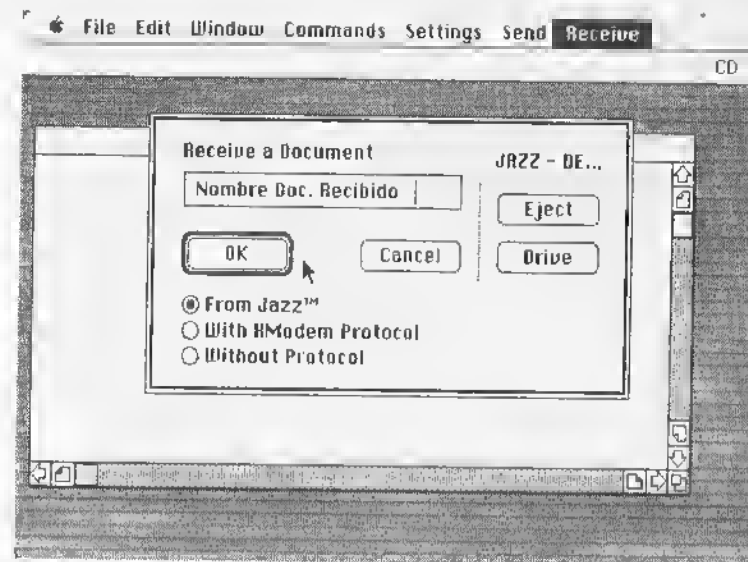 File Edit Window Commands Settings Send Receive
CD
Receive a Document
JAZZ - DE...
Nombre Doc. Recibido
Eject
OK
Cancel
Drive
From Jazz™
With XModem Protocol
Without Protocol